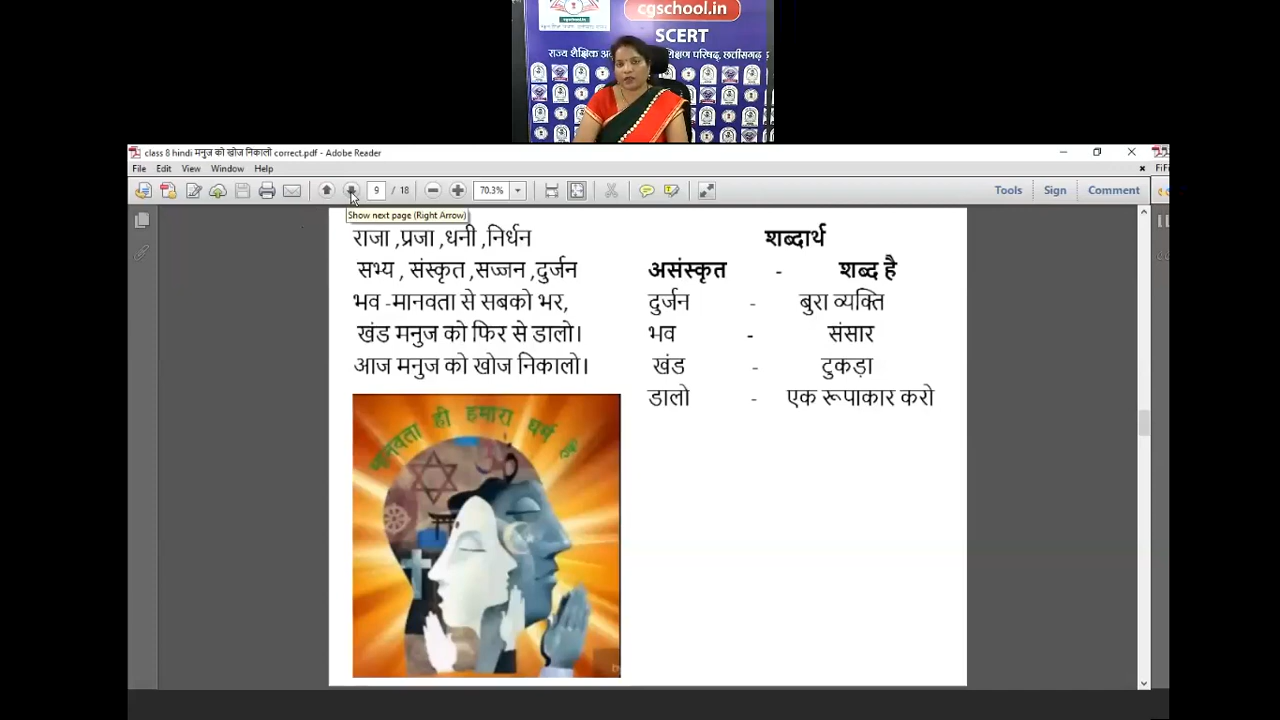 cgschool.in
SCERT
class 8 hindi मनुज को खोज निकालो correct.pdf - Adobe Reader
File Edit View Window Help
9 / 18 70.3% Tools Sign Comment
Show next page (Right Arrow)
राजा ,प्रजा ,धनी ,निर्धन
सभ्य , संस्कृत ,सज्जन ,दुर्जन
भव -मानवता से सबको भर,
खंड मनुज को फिर से डालो।
आज मनुज को खोज निकालो।
मानवता ही हमारा धर्म है
शब्दार्थ
असंस्कृत - शब्द है
दुर्जन - बुरा व्यक्ति
भव - संसार
खंड - टुकड़ा
डालो - एक रूपाकार करो